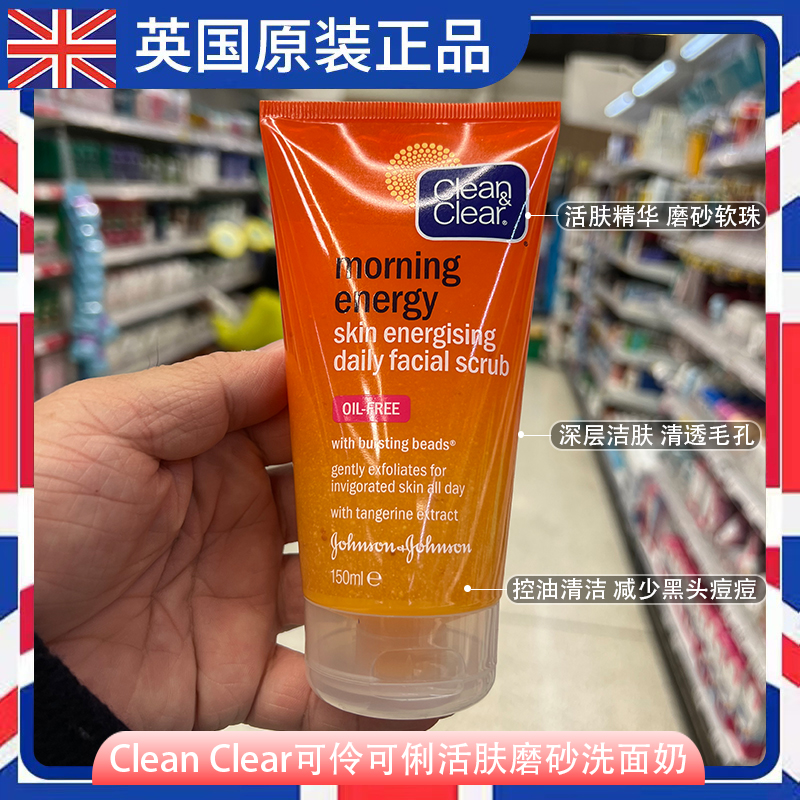 英国原装正品
Clean
&
Clear®
活肤精华 磨砂软珠
morning
energy
skin energising
daily facial scrub
OIL-FREE
深层洁肤 清透毛孔
with bursting beads®
gently exfoliates for
invigorated skin all day
with tangerine extract
Johnson+Johnson
150ml ℮
控油清洁 减少黑头痘痘
Clean Clear可伶可俐活肤磨砂洗面奶